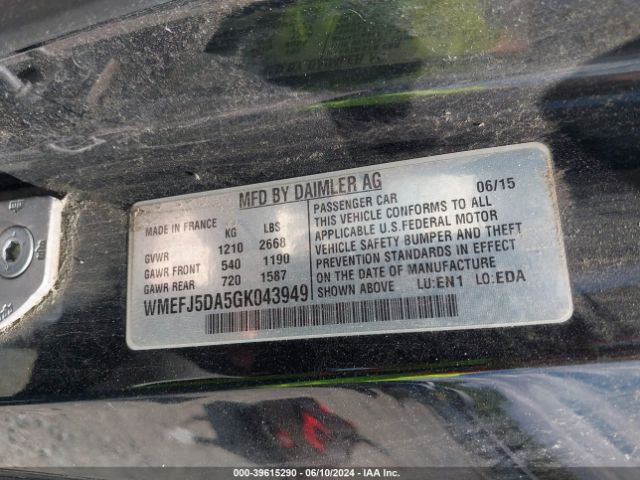 MFD BY DAIMLER AG
MADE IN FRANCE
KG LBS
GVWR 1210 2668
GAWR FRONT 540 1190
GAWR REAR 720 1587
WMEFJ5DA5GK043949
06/15
PASSENGER CAR
THIS VEHICLE CONFORMS TO ALL
APPLICABLE U.S. FEDERAL MOTOR
VEHICLE SAFETY BUMPER AND THEFT
PREVENTION STANDARDS IN EFFECT
ON THE DATE OF MANUFACTURE
SHOWN ABOVE LU:EN1 LO:EDA
000-39615290 - 06/10/2024 - IAA Inc.